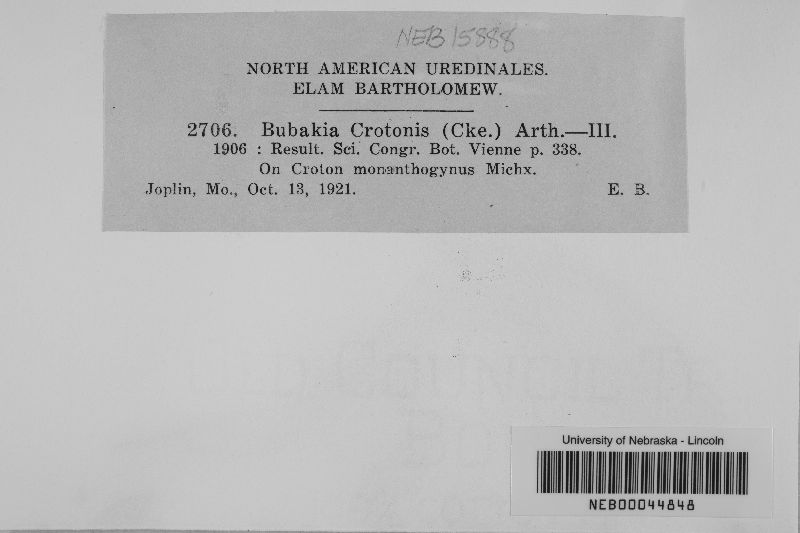 NEB 15888
NORTH AMERICAN UREDINALES.
ELAM BARTHOLOMEW.
2706. Bubakia Crotonis (Cke.) Arth.—III.
1906 : Result. Sci. Congr. Bot. Vienne p. 338.
On Croton monanthogynus Michx.
Joplin, Mo., Oct. 13, 1921. E. B.
University of Nebraska - Lincoln
NEB00044848